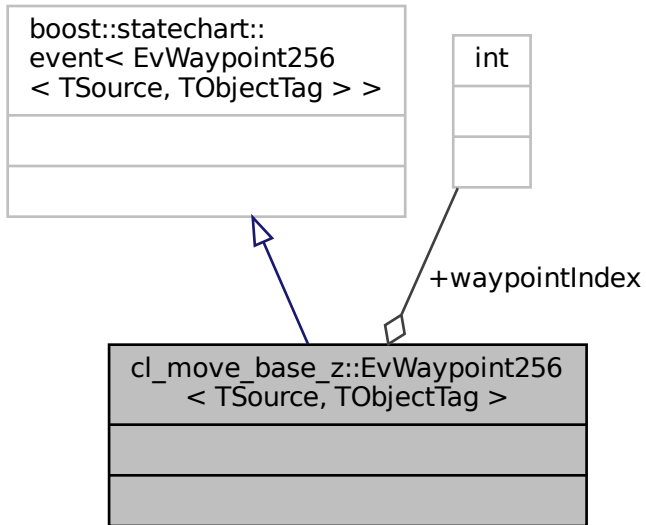 boost::statechart::
event< EvWaypoint256
< TSource, TObjectTag > >
int
+waypointIndex
cl_move_base_z::EvWaypoint256
< TSource, TObjectTag >